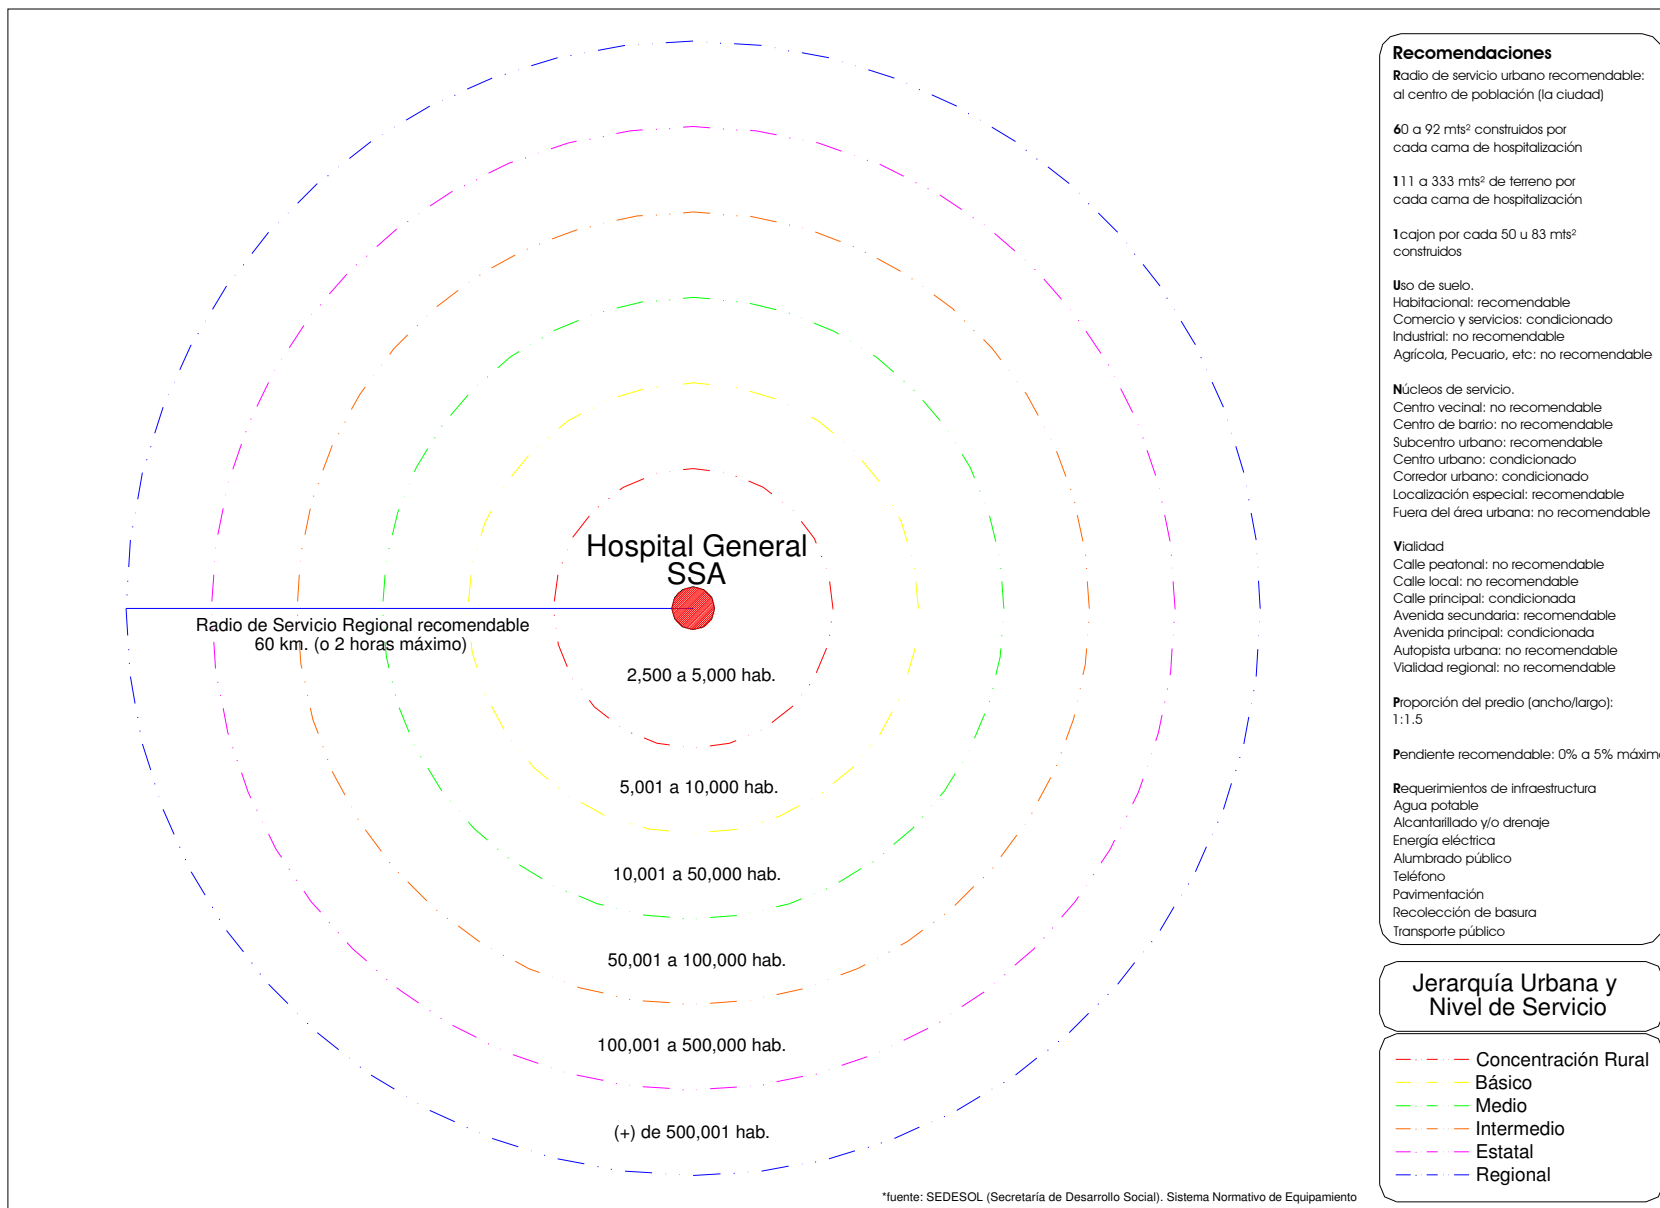 Hospital General
SSA
Radio de Servicio Regional recomendable
60 km. (o 2 horas máximo)
2,500 a 5,000 hab.
5,001 a 10,000 hab.
10,001 a 50,000 hab.
50,001 a 100,000 hab.
100,001 a 500,000 hab.
(+) de 500,001 hab.
*fuente: SEDESOL (Secretaría de Desarrollo Social). Sistema Normativo de Equipamiento
Recomendaciones
Radio de servicio urbano recomendable:
al centro de población (la ciudad)
60 a 92 mts² construidos por
cada cama de hospitalización
111 a 333 mts² de terreno por
cada cama de hospitalización
1cajon por cada 50 u 83 mts²
construidos
Uso de suelo.
Habitacional: recomendable
Comercio y servicios: condicionado
Industrial: no recomendable
Agrícola, Pecuario, etc: no recomendable
Núcleos de servicio.
Centro vecinal: no recomendable
Centro de barrio: no recomendable
Subcentro urbano: recomendable
Centro urbano: condicionado
Corredor urbano: condicionado
Localización especial: recomendable
Fuera del área urbana: no recomendable
Vialidad
Calle peatonal: no recomendable
Calle local: no recomendable
Calle principal: condicionada
Avenida secundaria: recomendable
Avenida principal: condicionada
Autopista urbana: no recomendable
Vialidad regional: no recomendable
Proporción del predio (ancho/largo):
1:1.5
Pendiente recomendable: 0% a 5% máximo
Requerimientos de infraestructura
Agua potable
Alcantarillado y/o drenaje
Energía eléctrica
Alumbrado público
Teléfono
Pavimentación
Recolección de basura
Transporte público
Jerarquía Urbana y
Nivel de Servicio
Concentración Rural
Básico
Medio
Intermedio
Estatal
Regional